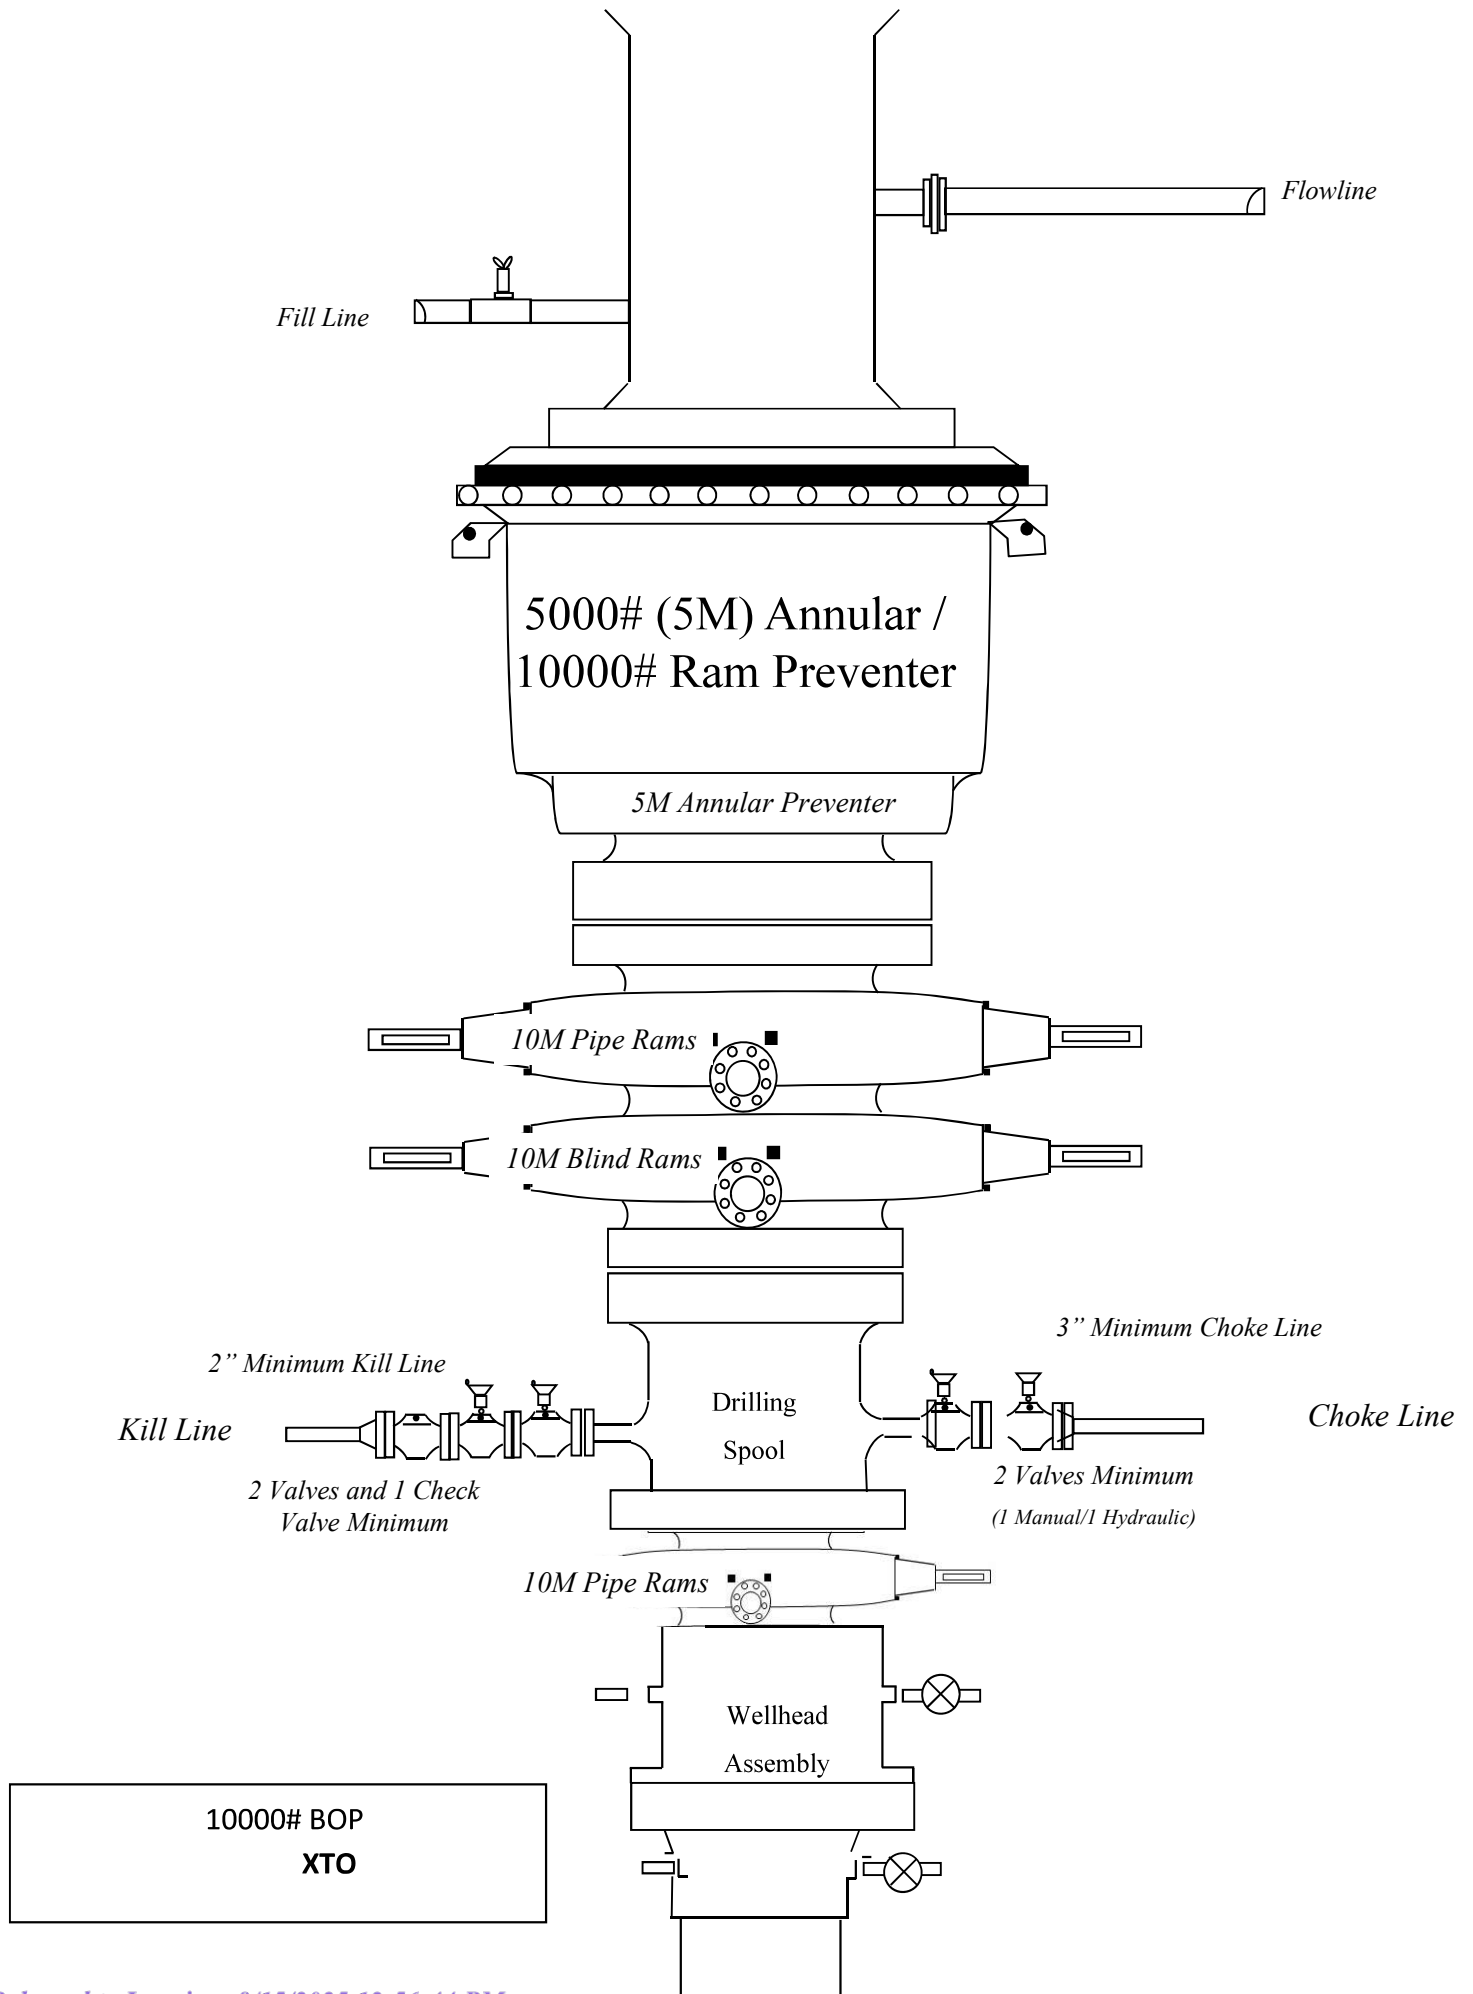 Flowline
Fill Line
5000# (5M) Annular /
10000# Ram Preventer
5M Annular Preventer
10M Pipe Rams
10M Blind Rams
3” Minimum Choke Line
2” Minimum Kill Line
Drilling
Spool
Kill Line
Choke Line
2 Valves and 1 Check
Valve Minimum
2 Valves Minimum
(1 Manual/1 Hydraulic)
10M Pipe Rams
Wellhead
Assembly
10000# BOP
XTO